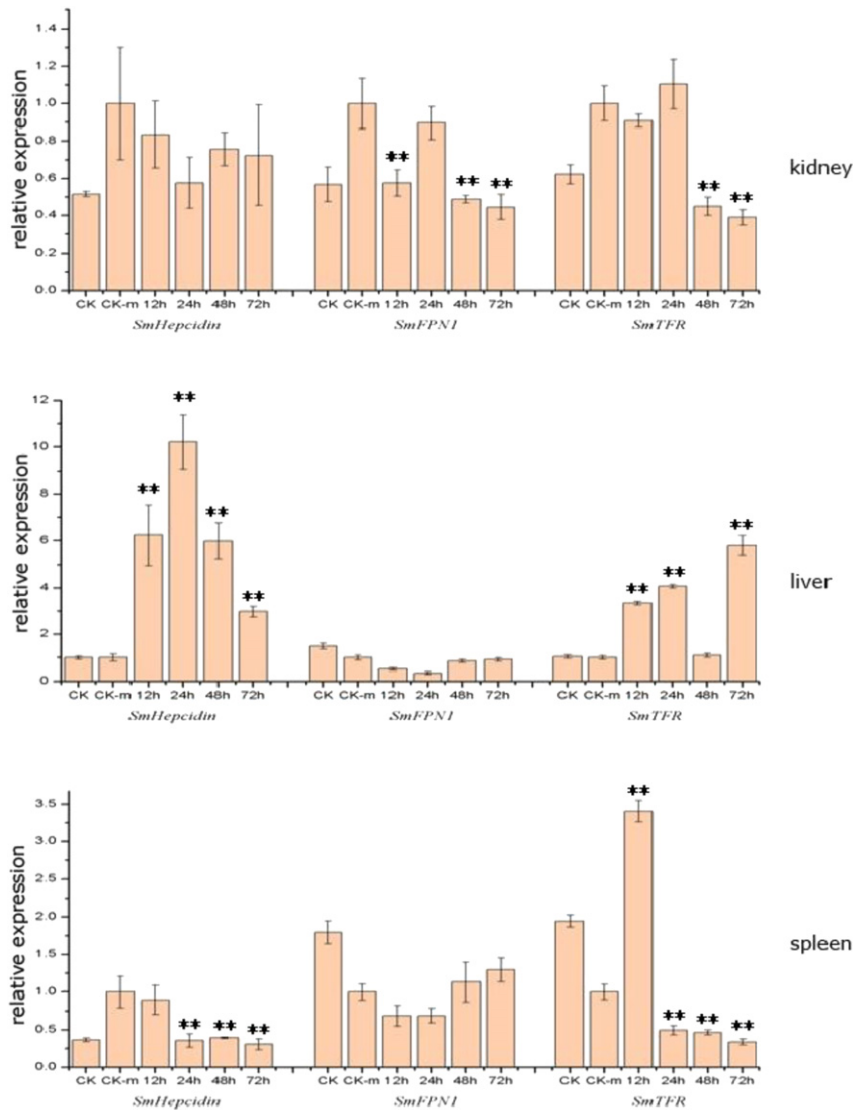 relative expression
1.4
1.2
1.0
0.8
0.6
0.4
0.2
0.0
** ** ** ** **
CK CK-m 12h 24h 48h 72h CK CK-m 12h 24h 48h 72h CK CK-m 12h 24h 48h 72h
SmHepcidin SmFPN1 SmTFR
kidney
relative expression
12
10
8
6
4
2
0
** ** ** ** ** ** **
CK CK-m 12h 24h 48h 72h CK CK-m 12h 24h 48h 72h CK CK-m 12h 24h 48h 72h
SmHepcidin SmFPN1 SmTFR
liver
relative expression
3.5
3.0
2.5
2.0
1.5
1.0
0.5
0.0
** ** ** ** ** ** **
CK CK-m 12h 24h 48h 72h CK CK-m 12h 24h 48h 72h CK CK-m 12h 24h 48h 72h
SmHepcidin SmFPN1 SmTFR
spleen